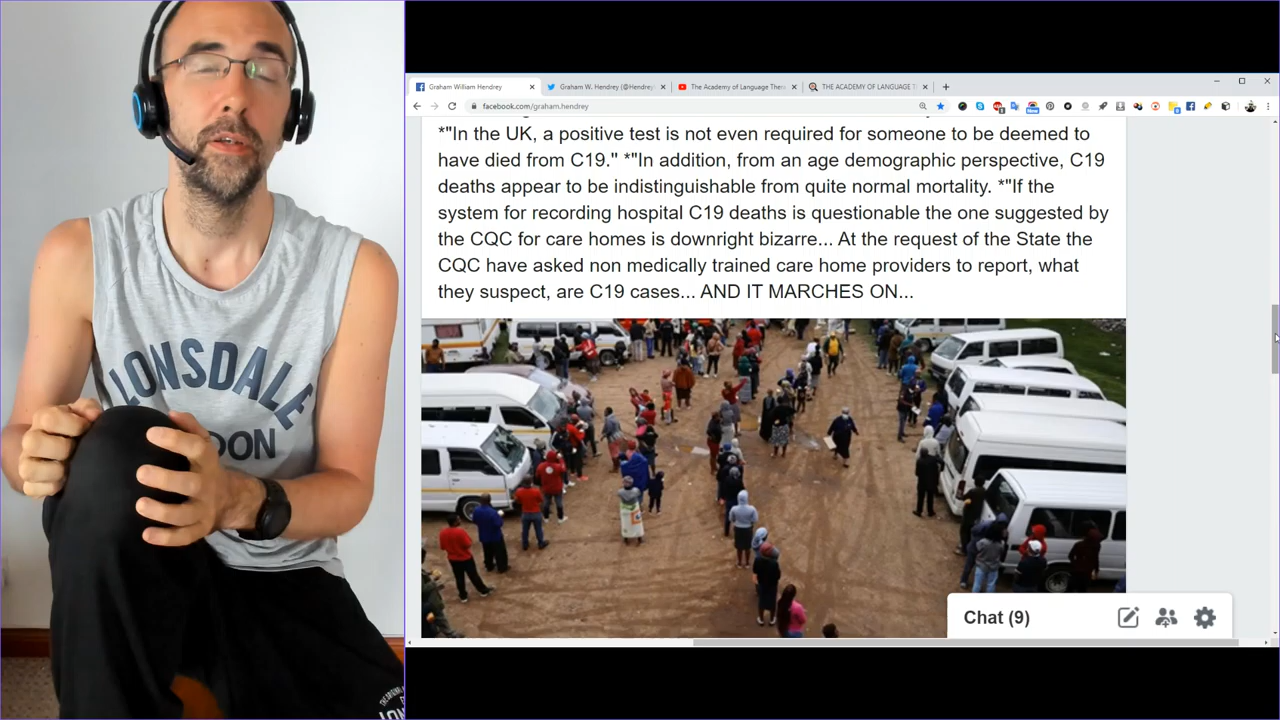 LONSDALE
LONDON
Graham William Hendrey
Graham W. Hendrey (@Hendrey
The Academy of Language Ther
THE ACADEMY OF LANGUAGE T
facebook.com/graham.hendrey
*"In the UK, a positive test is not even required for someone to be deemed to
have died from C19." *"In addition, from an age demographic perspective, C19
deaths appear to be indistinguishable from quite normal mortality. *"If the
system for recording hospital C19 deaths is questionable the one suggested by
the CQC for care homes is downright bizarre... At the request of the State the
CQC have asked non medically trained care home providers to report, what
they suspect, are C19 cases... AND IT MARCHES ON...
Chat (9)